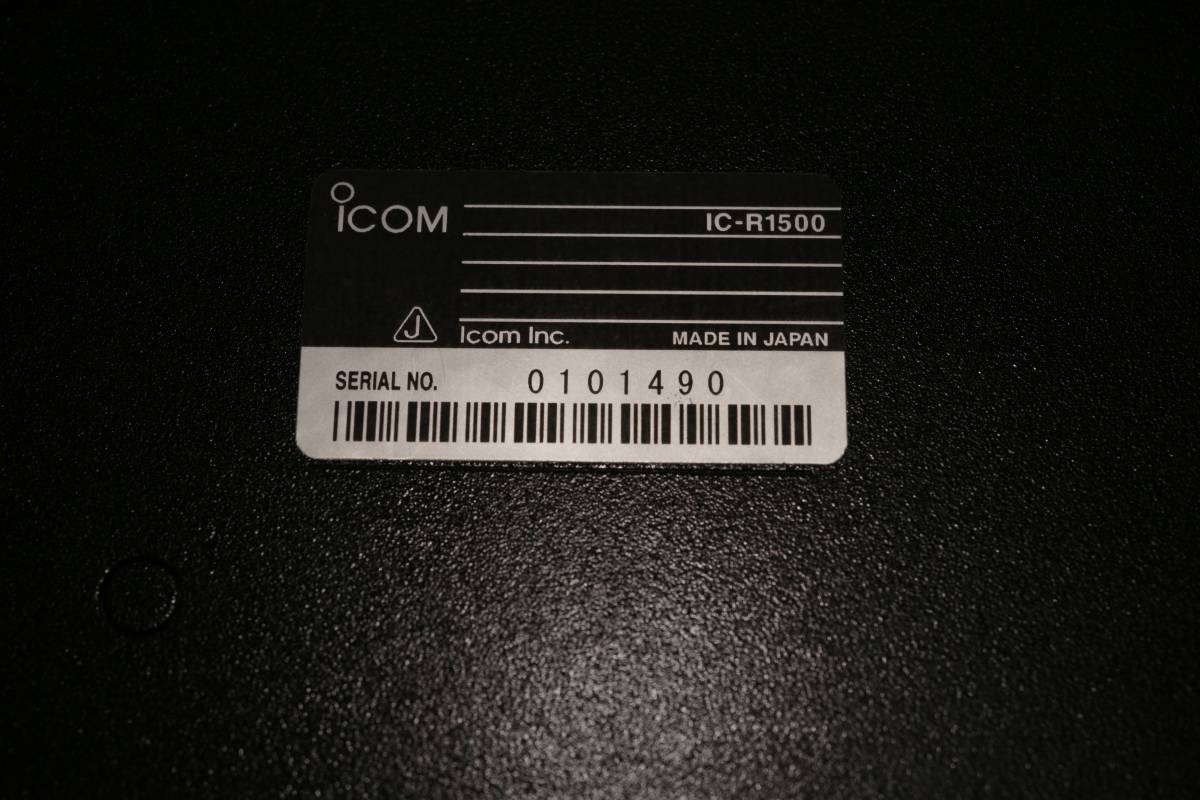 ICOM
IC-R1500
J
Icom Inc.
MADE IN JAPAN
SERIAL NO. 0101490